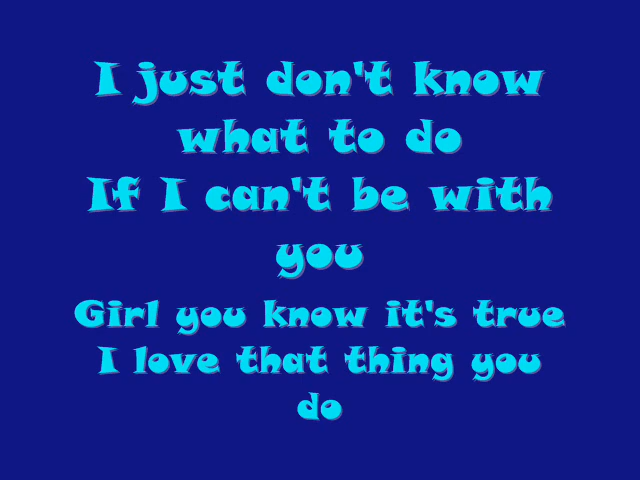 I just don't know
what to do
If I can't be with
you
Girl you know it's true
I love that thing you
do